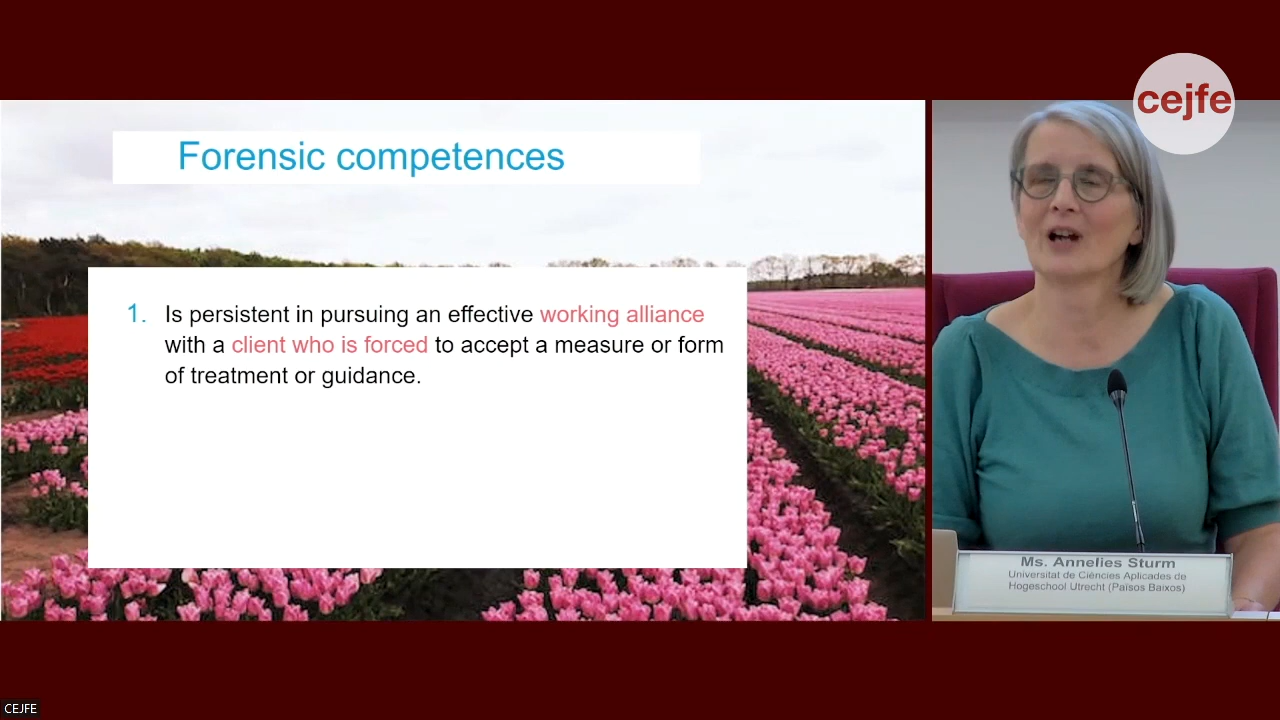 cejfe
Forensic competences
1. Is persistent in pursuing an effective working alliance
with a client who is forced to accept a measure or form
of treatment or guidance.
Ms. Annelies Sturm
Universitat de Ciències Aplicades de
Hogeschool Utrecht (Països Baixos)
CEJFE